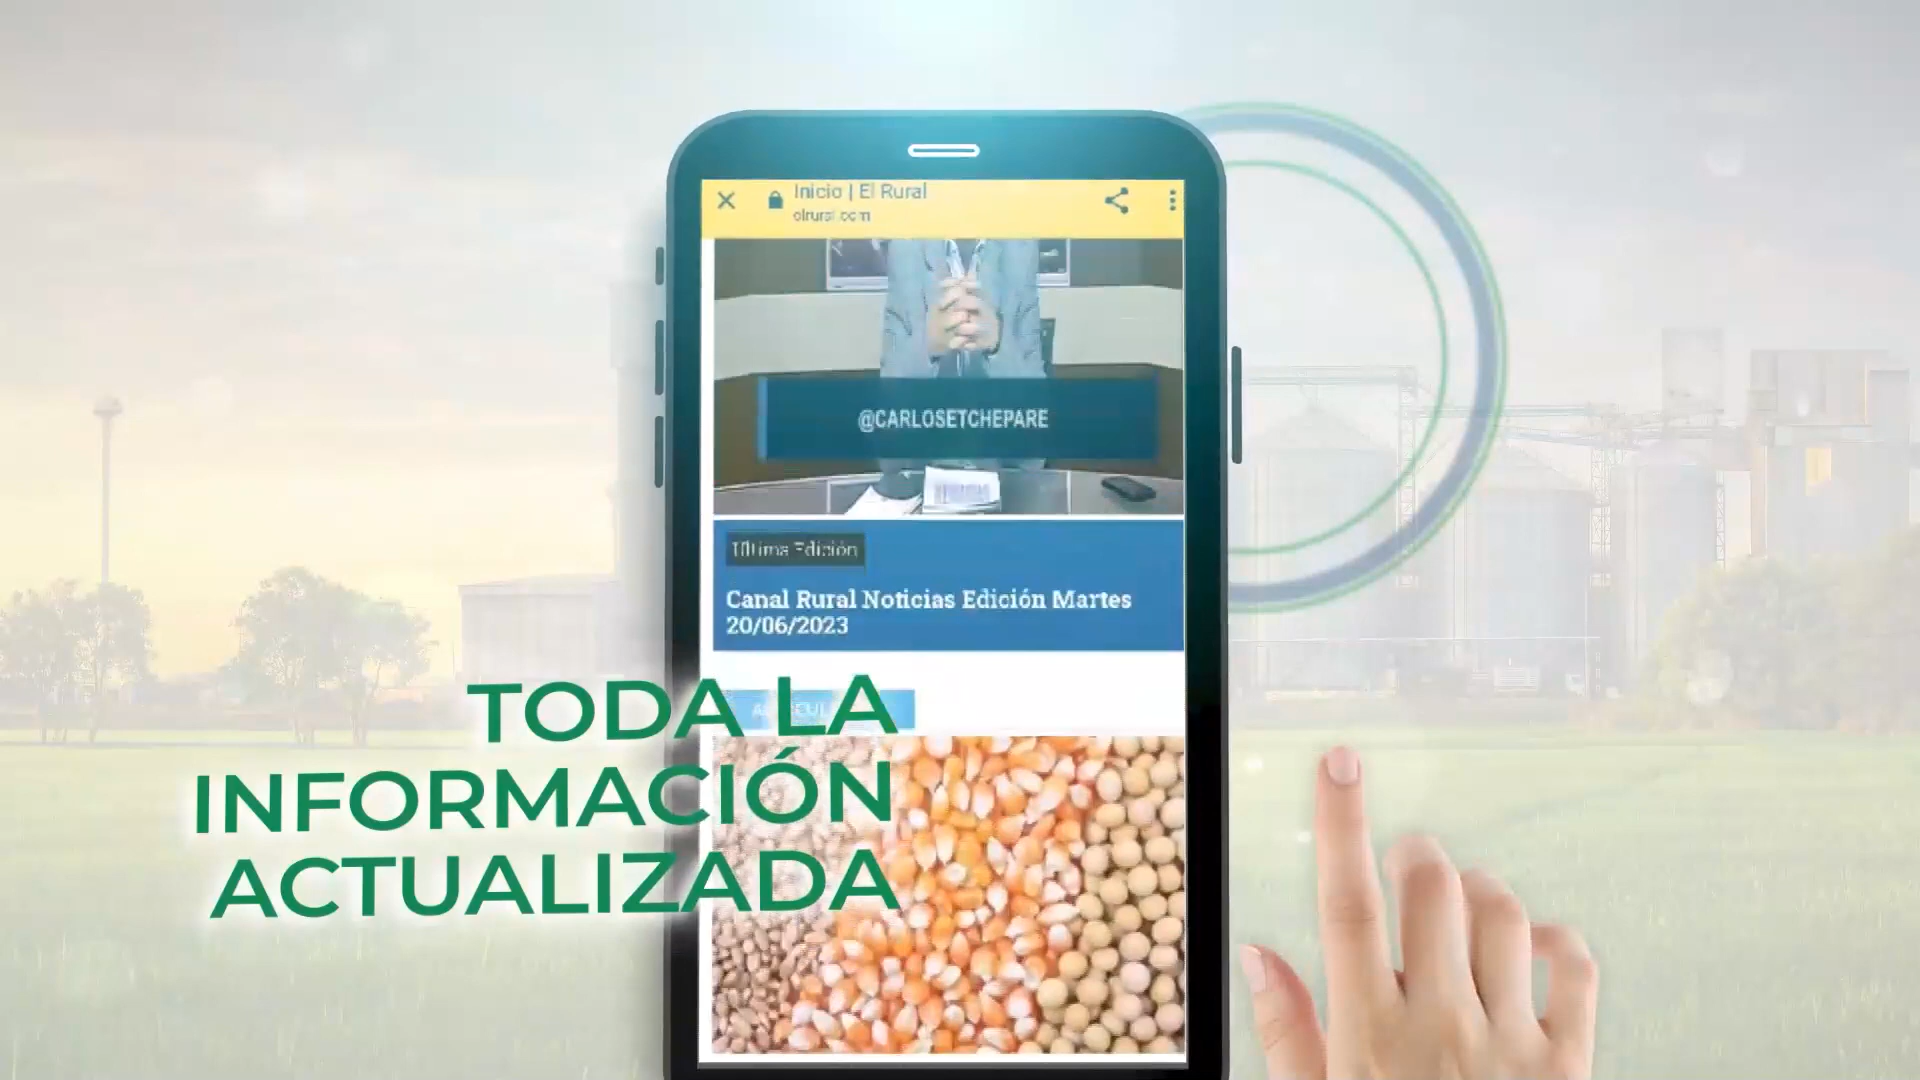 Inicio | El Rural
elrural.com
@CARLOSETCHEPARE
Ultima Edición
Canal Rural Noticias Edición Martes
20/06/2023
TODA LA
INFORMACIÓN
ACTUALIZADA